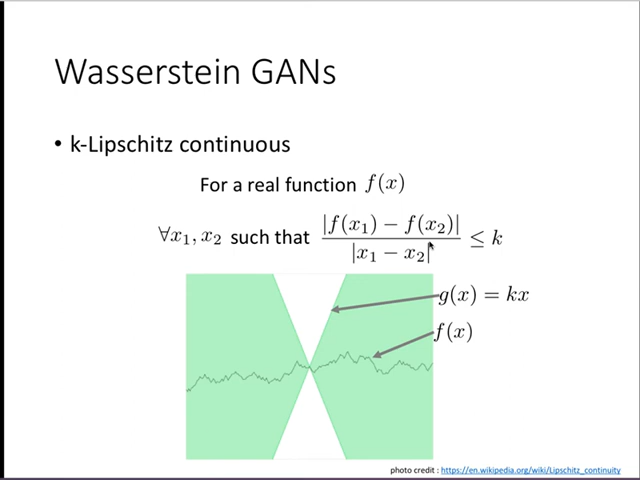 Wasserstein GANs
• k-Lipschitz continuous
For a real function f(x)
∀x₁, x₂ such that |f(x₁) − f(x₂)| / |x₁ − x₂| ≤ k
g(x) = kx
f(x)
photo credit : https://en.wikipedia.org/wiki/Lipschitz_continuity